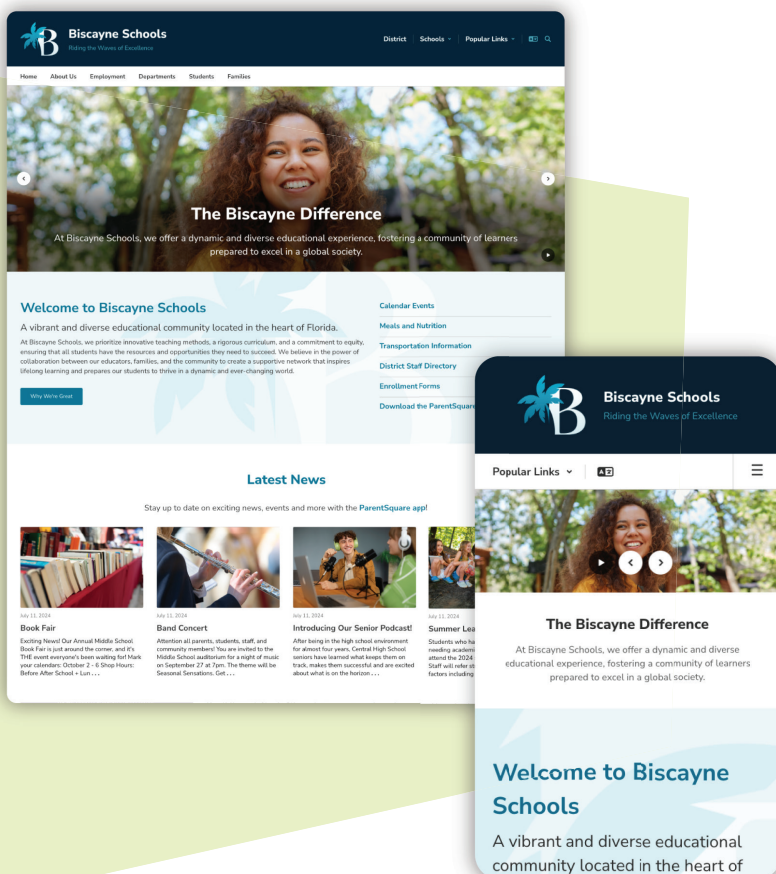 Biscayne Schools
Riding the Waves of Excellence
District
Schools
Popular Links
Home
About Us
Employment
Departments
Students
Families
The Biscayne Difference
At Biscayne Schools, we offer a dynamic and diverse educational experience, fostering a community of learners
prepared to excel in a global society.
Welcome to Biscayne Schools
A vibrant and diverse educational community located in the heart of Florida.
At Biscayne Schools, we prioritize innovative teaching methods, a rigorous curriculum, and a commitment to equity,
ensuring that all students have the resources and opportunities they need to succeed. We believe in the power of
collaboration between our educators, families, and the community to create a supportive network that inspires
lifelong learning and prepares our students to thrive in a dynamic and ever-changing world.
Why We're Great
Calendar Events
Meals and Nutrition
Transportation Information
District Staff Directory
Enrollment Forms
Download the ParentSquare
Latest News
Stay up to date on exciting news, events and more with the ParentSquare app!
July 11, 2024
Book Fair
Exciting News! Our Annual Middle School
Book Fair is just around the corner, and it's
THE event everyone's been waiting for! Mark
your calendars: October 2 - 6 Shop Hours:
Before After School + Lun . . .
July 11, 2024
Band Concert
Attention all parents, students, staff, and
community members! You are invited to the
Middle School auditorium for a night of music
on September 27 at 7pm. The theme will be
Seasonal Sensations. Get . . .
July 11, 2024
Introducing Our Senior Podcast!
After being in the high school environment
for almost four years, Central High School
seniors have learned what keeps them on
track, makes them successful and are excited
about what is on the horizon . . .
July 11, 2024
Summer Lea
Students who ha
needing academi
attend the 2024
Staff will refer st
factors including
B
Biscayne Schools
Riding the Waves of Excellence
Popular Links
The Biscayne Difference
At Biscayne Schools, we offer a dynamic and diverse
educational experience, fostering a community of learners
prepared to excel in a global society.
Welcome to Biscayne
Schools
A vibrant and diverse educational
community located in the heart of